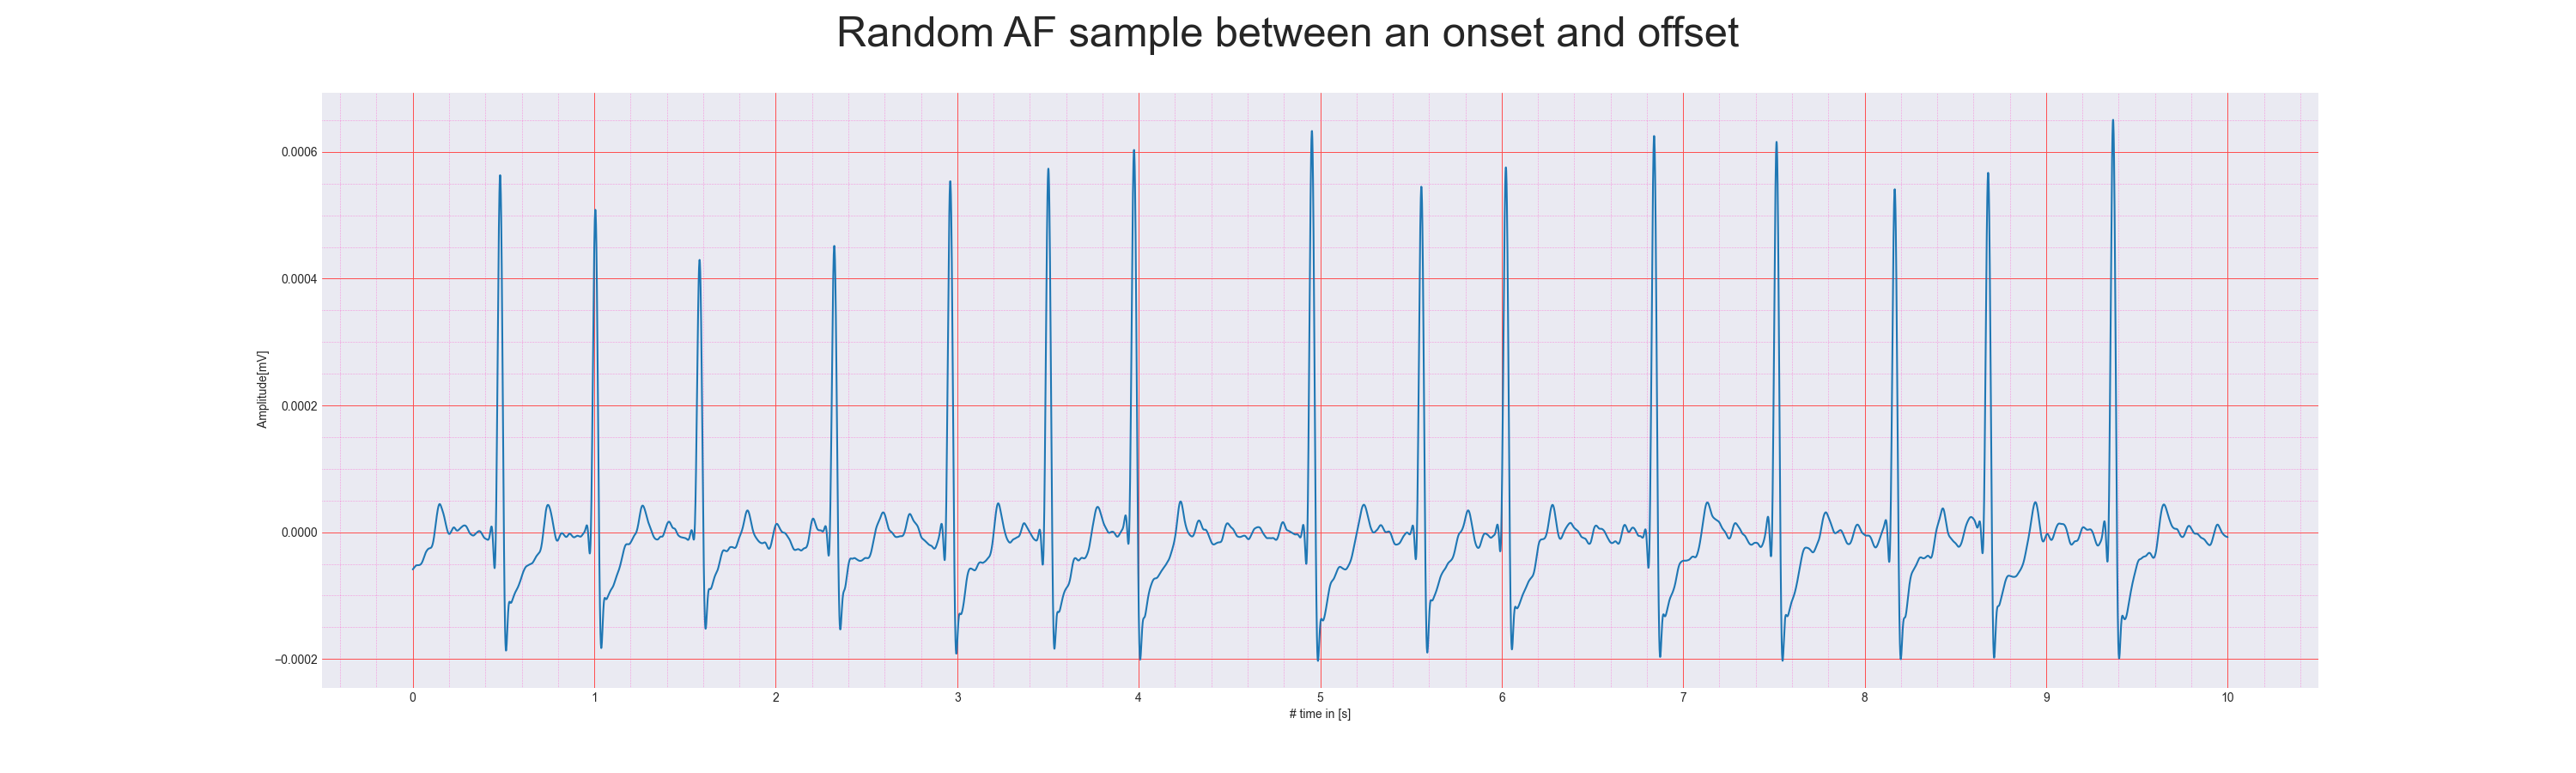 Random AF sample between an onset and offset
0.0006
0.0004
0.0002
0.0000
−0.0002
Amplitude[mV]
0 1 2 3 4 5 6 7 8 9 10
# time in [s]